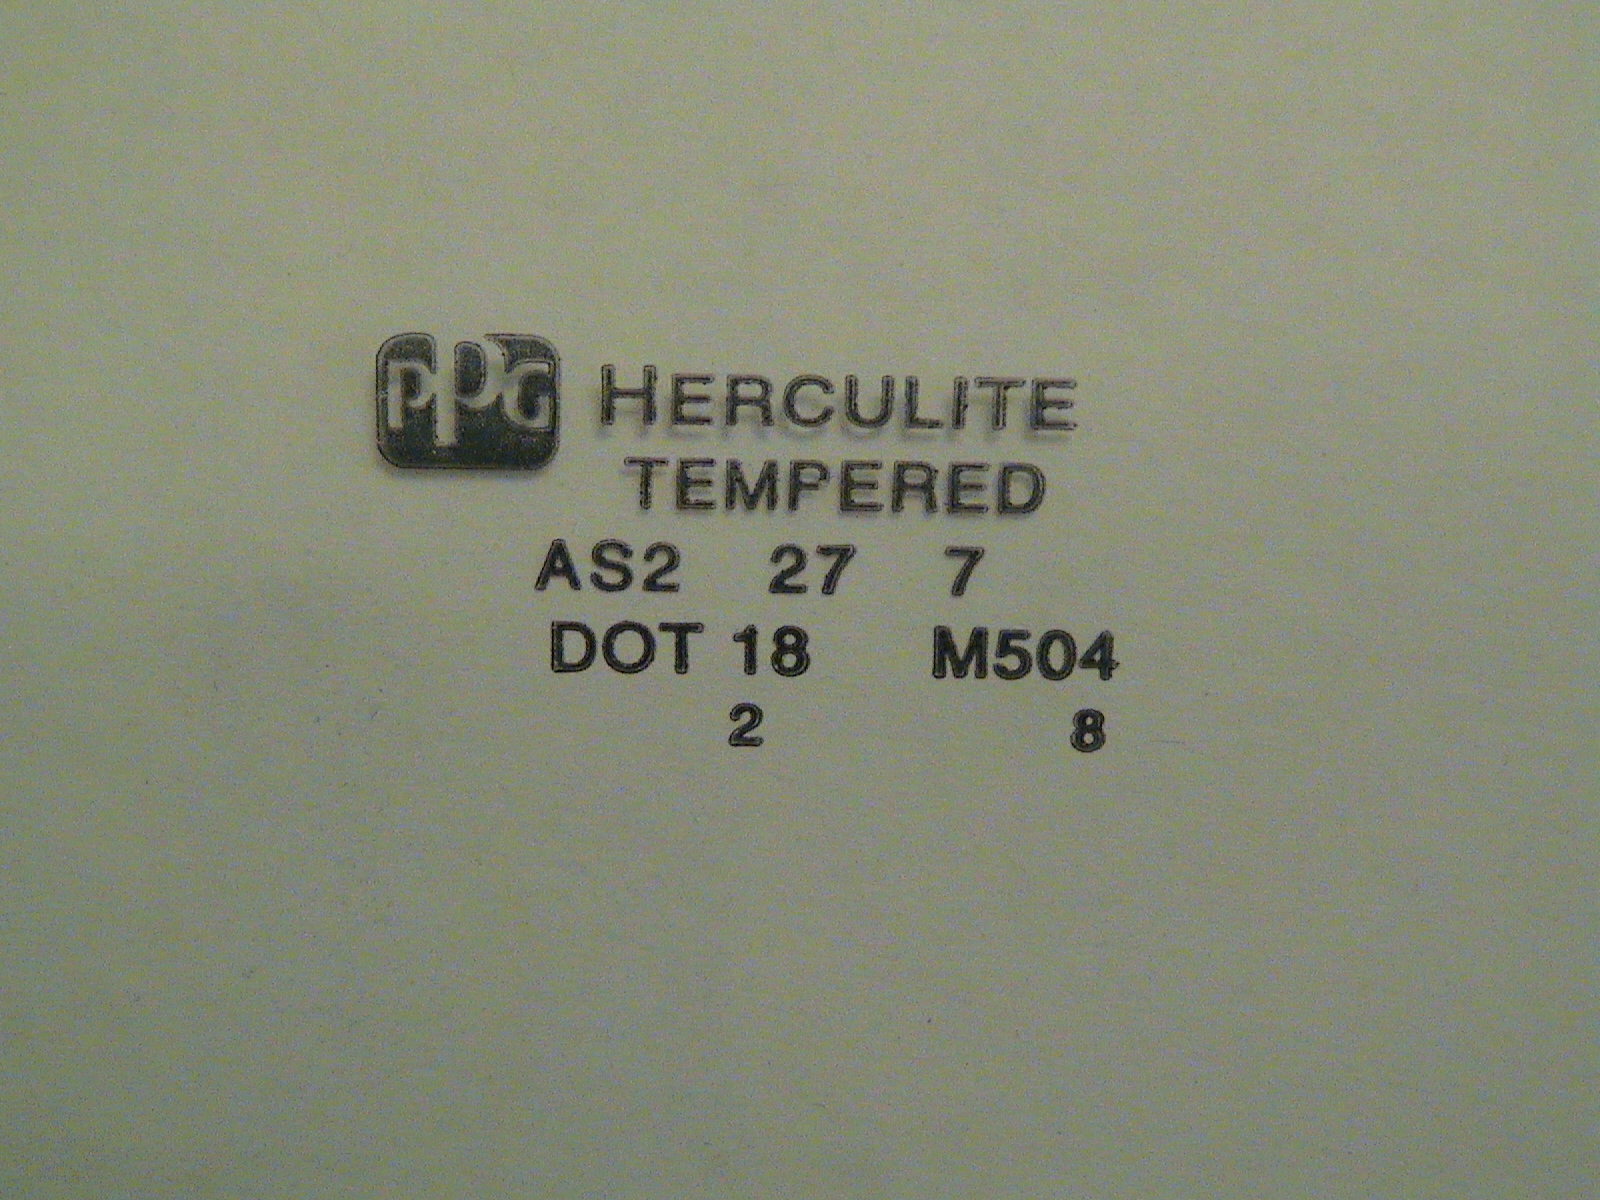 PPG HERCULITE
TEMPERED
AS2 27 7
DOT 18 M504
2 8